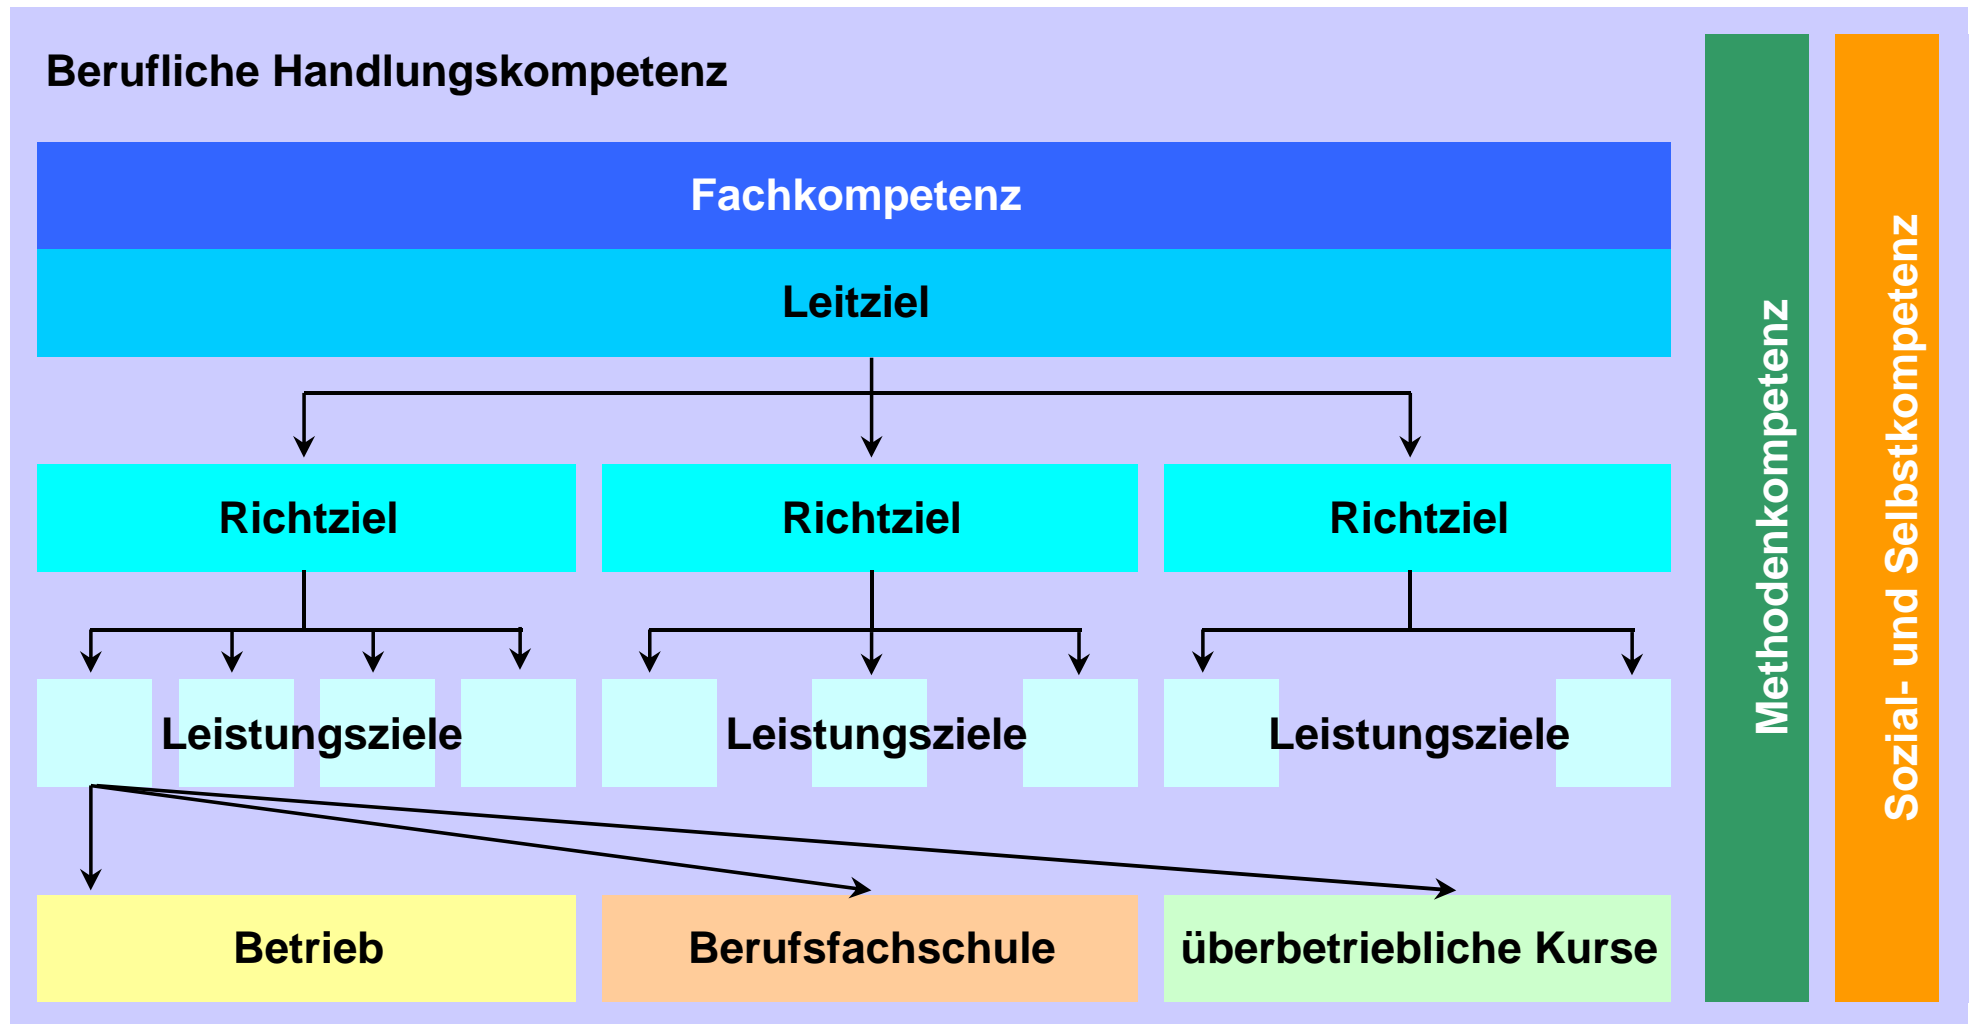 Berufliche Handlungskompetenz
Fachkompetenz
Leitziel
Richtziel
Richtziel
Richtziel
Leistungsziele
Leistungsziele
Leistungsziele
Betrieb
Berufsfachschule
überbetriebliche Kurse
Methodenkompetenz
Sozial- und Selbstkompetenz